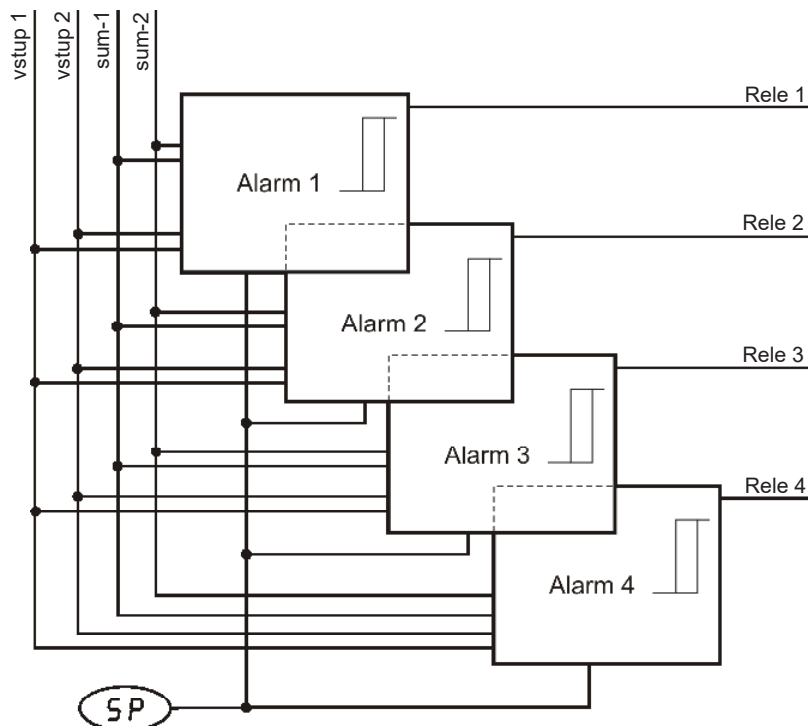 vstup 1
vstup 2
sum-1
sum-2
Rele 1
Alarm 1
Rele 2
Alarm 2
Rele 3
Alarm 3
Rele 4
Alarm 4
SP